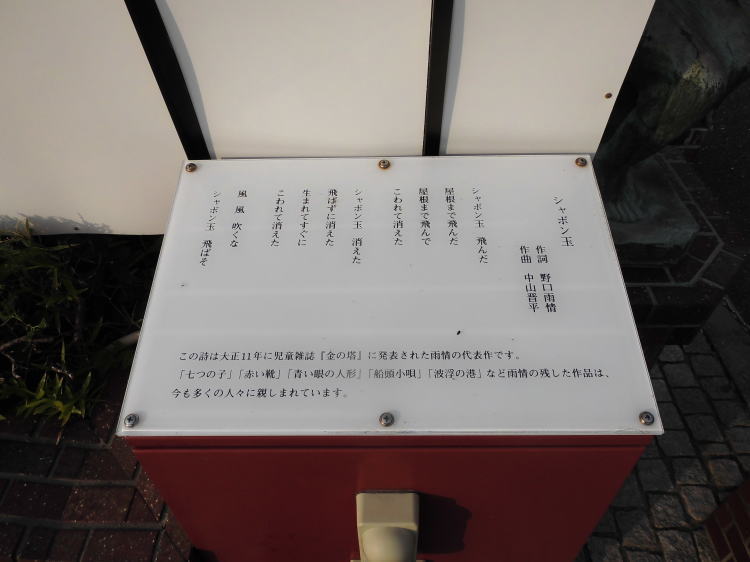 シャボン玉
作詞 野口雨情
作曲 中山晋平
シャボン玉 飛んだ
屋根まで飛んだ
屋根まで飛んで
こわれて消えた
シャボン玉 消えた
飛ばずに消えた
生まれてすぐに
こわれて消えた
風 風 吹くな
シャボン玉 飛ばそ
この詩は大正11年に児童雑誌『金の塔』に発表された雨情の代表作です。
「七つの子」「赤い靴」「青い眼の人形」「船頭小唄」「波浮の港」など雨情の残した作品は、
今も多くの人々に親しまれています。